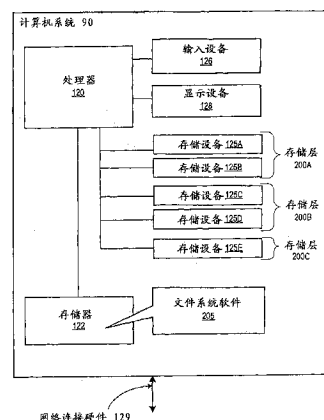 计算机系统 90
处理器
120
输入设备
126
显示设备
128
存储设备 125A
存储设备 125B
存储层
200A
存储设备 125C
存储设备 125D
存储层
200B
存储设备 125E
存储层
200C
存储器
122
文件系统软件
205
网络连接硬件 129